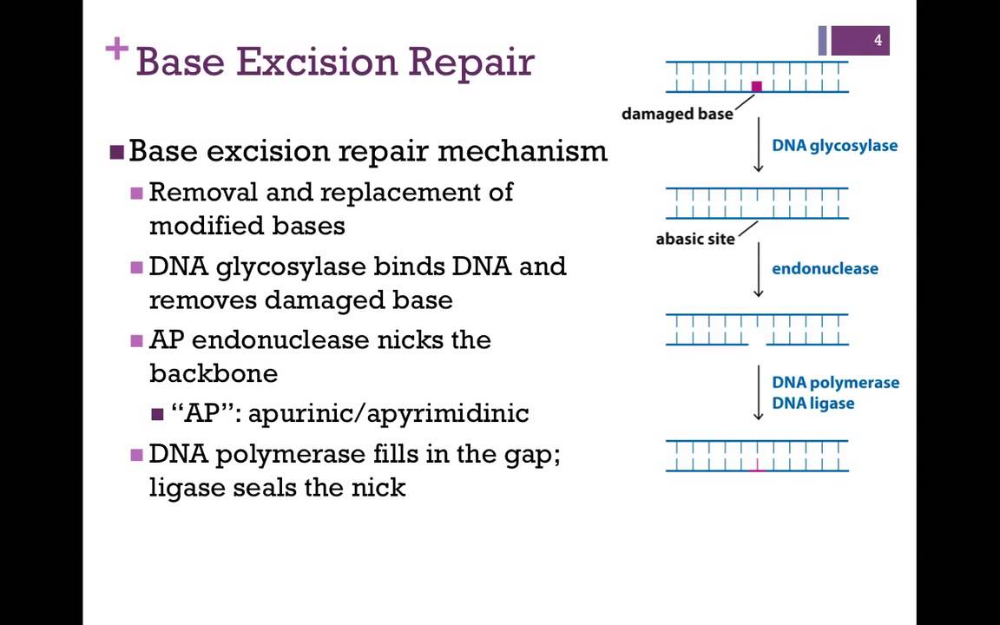 4
+ Base Excision Repair
Base excision repair mechanism
Removal and replacement of
modified bases
DNA glycosylase binds DNA and
removes damaged base
AP endonuclease nicks the
backbone
“AP”: apurinic/apyrimidinic
DNA polymerase fills in the gap;
ligase seals the nick
damaged base
DNA glycosylase
abasic site
endonuclease
DNA polymerase
DNA ligase